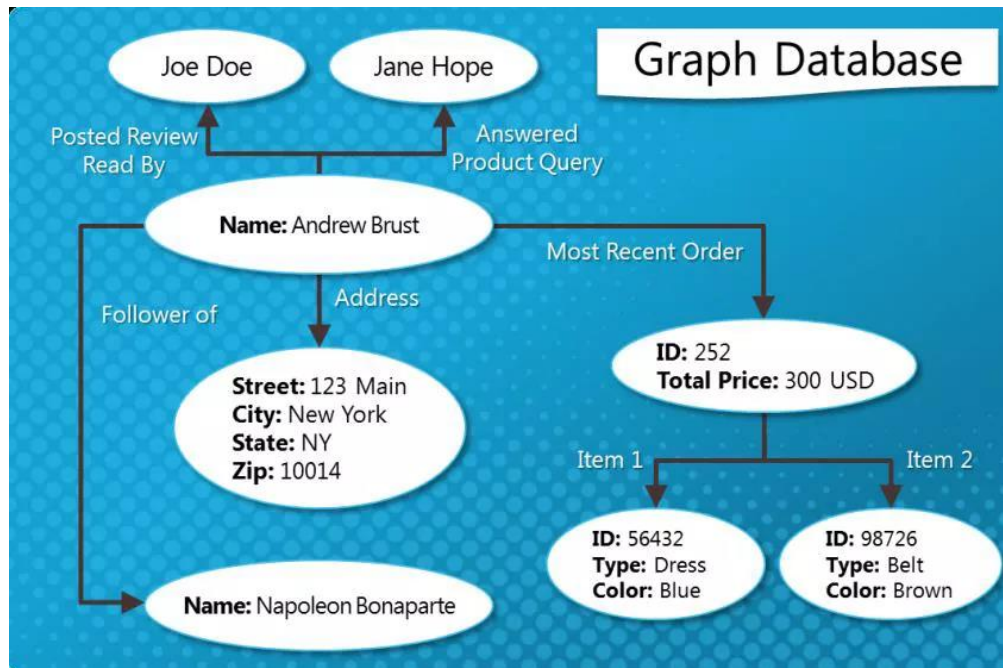 Graph Database
Joe Doe
Jane Hope
Posted Review
Read By
Answered
Product Query
Name: Andrew Brust
Most Recent Order
Follower of
Address
ID: 252
Total Price: 300 USD
Street: 123 Main
City: New York
State: NY
Zip: 10014
Item 1
Item 2
ID: 56432
Type: Dress
Color: Blue
ID: 98726
Type: Belt
Color: Brown
Name: Napoleon Bonaparte